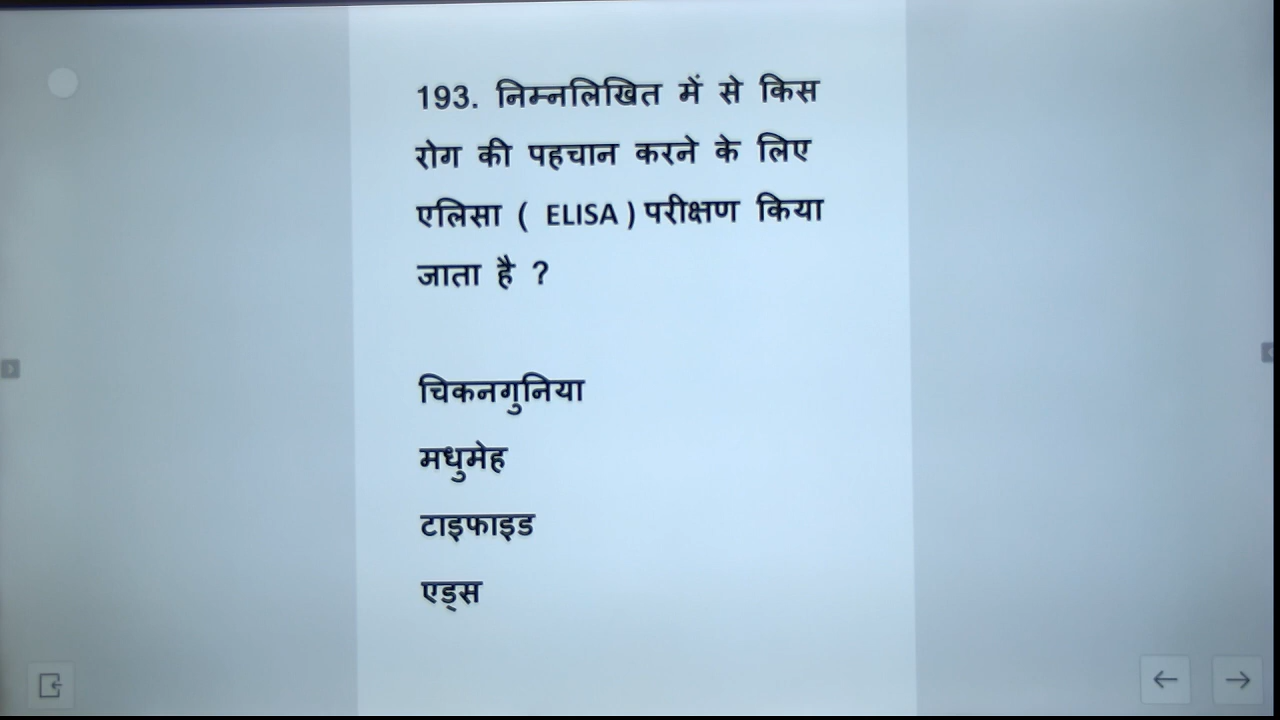 193. निम्नलिखित में से किस
रोग की पहचान करने के लिए
एलिसा ( ELISA ) परीक्षण किया
जाता है ?
चिकनगुनिया
मधुमेह
टाइफाइड
एड्स